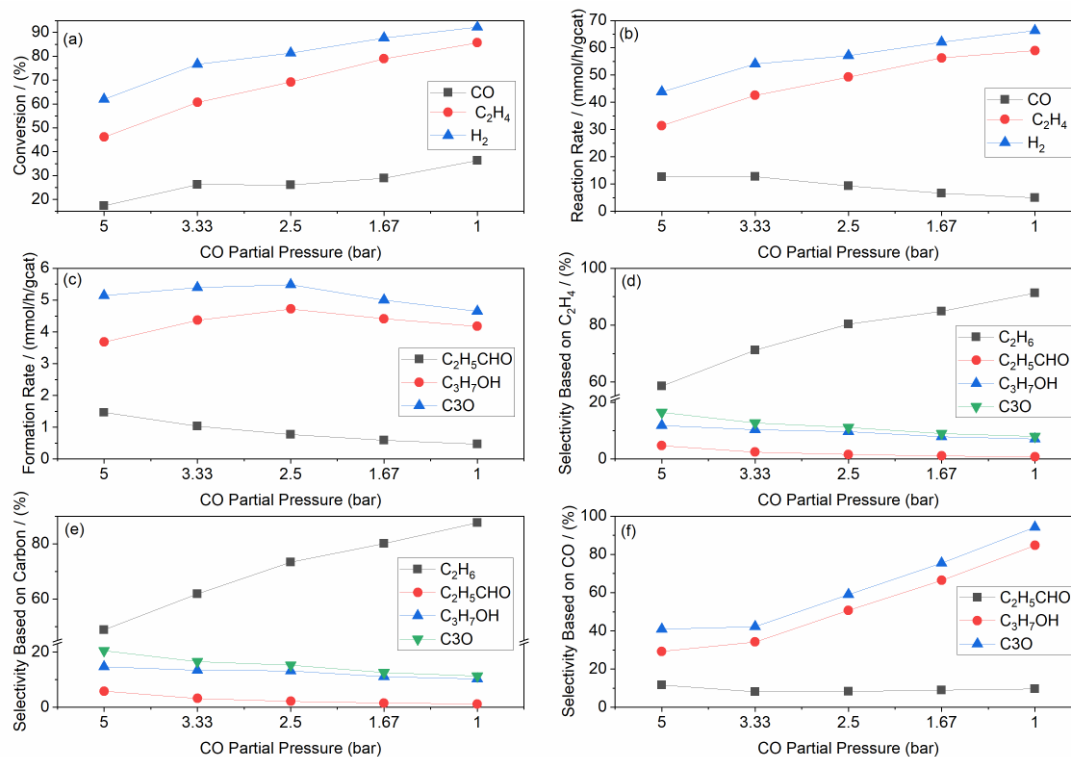 (a)
Conversion / (%)
90
80
70
60
50
40
30
20
CO
C₂H₄
H₂
5 3.33 2.5 1.67 1
CO Partial Pressure (bar)
(b)
Reaction Rate / (mmol/h/gcat)
70
60
50
40
30
20
10
0
CO
C₂H₄
H₂
5 3.33 2.5 1.67 1
CO Partial Pressure (bar)
(c)
Formation Rate / (mmol/h/gcat)
6
5
4
3
2
1
0
C₂H₅CHO
C₃H₇OH
C3O
5 3.33 2.5 1.67 1
CO Partial Pressure (bar)
(d)
Selectivity Based on C₂H₄ / (%)
100
80
60
20
0
C₂H₆
C₂H₅CHO
C₃H₇OH
C3O
5 3.33 2.5 1.67 1
CO Partial Pressure (bar)
(e)
Selectivity Based on Carbon / (%)
80
60
20
0
C₂H₆
C₂H₅CHO
C₃H₇OH
C3O
5 3.33 2.5 1.67 1
CO Partial Pressure (bar)
(f)
Selectivity Based on CO / (%)
100
80
60
40
20
0
C₂H₅CHO
C₃H₇OH
C3O
5 3.33 2.5 1.67 1
CO Partial Pressure (bar)